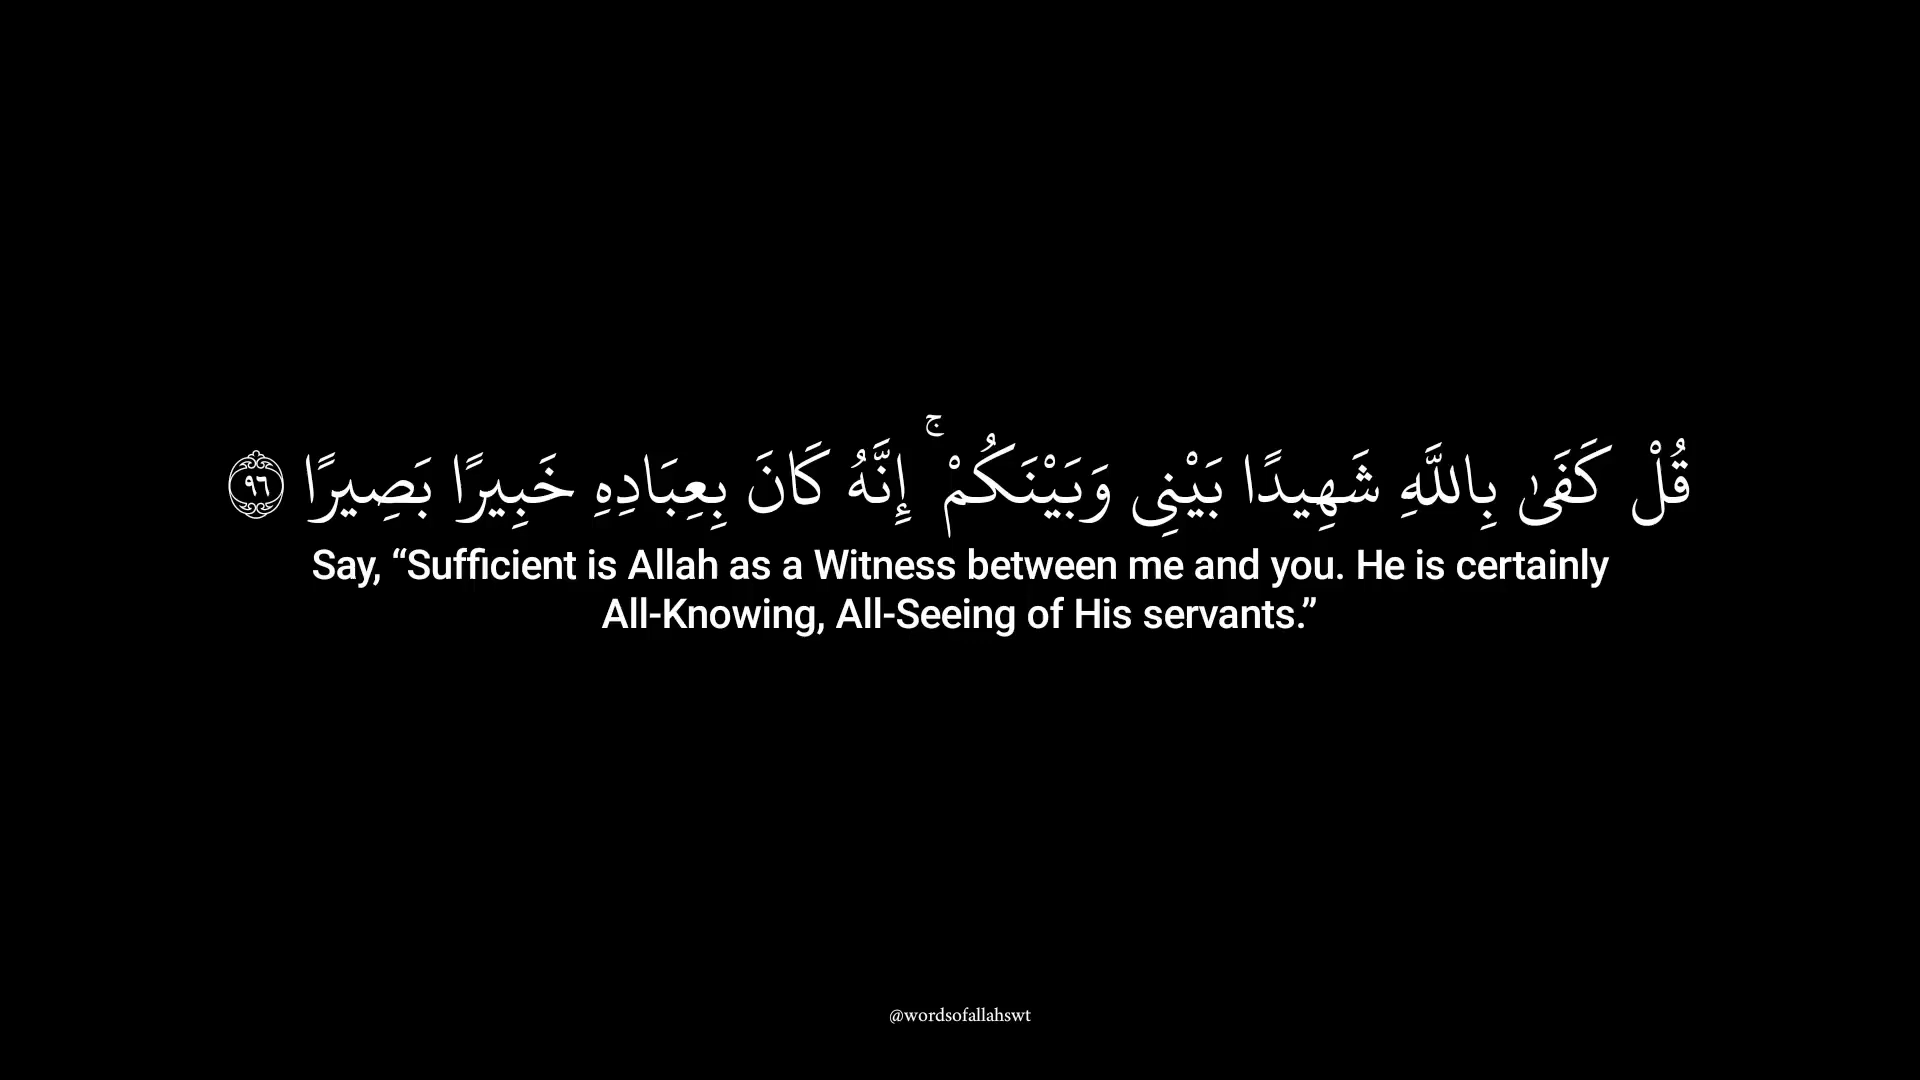 قُلْ كَفَىٰ بِاللَّهِ شَهِيدًا بَيْنِي وَبَيْنَكُمْ ۚ إِنَّهُ كَانَ بِعِبَادِهِ خَبِيرًا بَصِيرًا ٩٦
Say, “Sufficient is Allah as a Witness between me and you. He is certainly
All-Knowing, All-Seeing of His servants.”
@wordsofallahswt